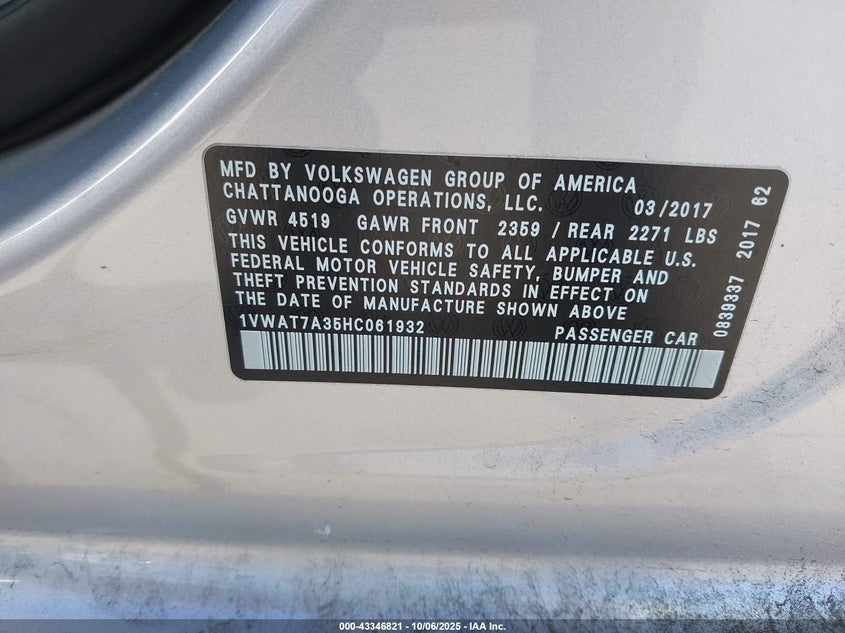 MFD BY VOLKSWAGEN GROUP OF AMERICA
CHATTANOOGA OPERATIONS, LLC. 03/2017
GVWR 4519 GAWR FRONT 2359 / REAR 2271 LBS
THIS VEHICLE CONFORMS TO ALL APPLICABLE U.S.
FEDERAL MOTOR VEHICLE SAFETY, BUMPER AND
THEFT PREVENTION STANDARDS IN EFFECT ON
THE DATE OF MANUFACTURE SHOWN ABOVE
1VWAT7A35HC061932 PASSENGER CAR
0839337 2017 62
000-43346821 - 10/06/2025 - IAA Inc.